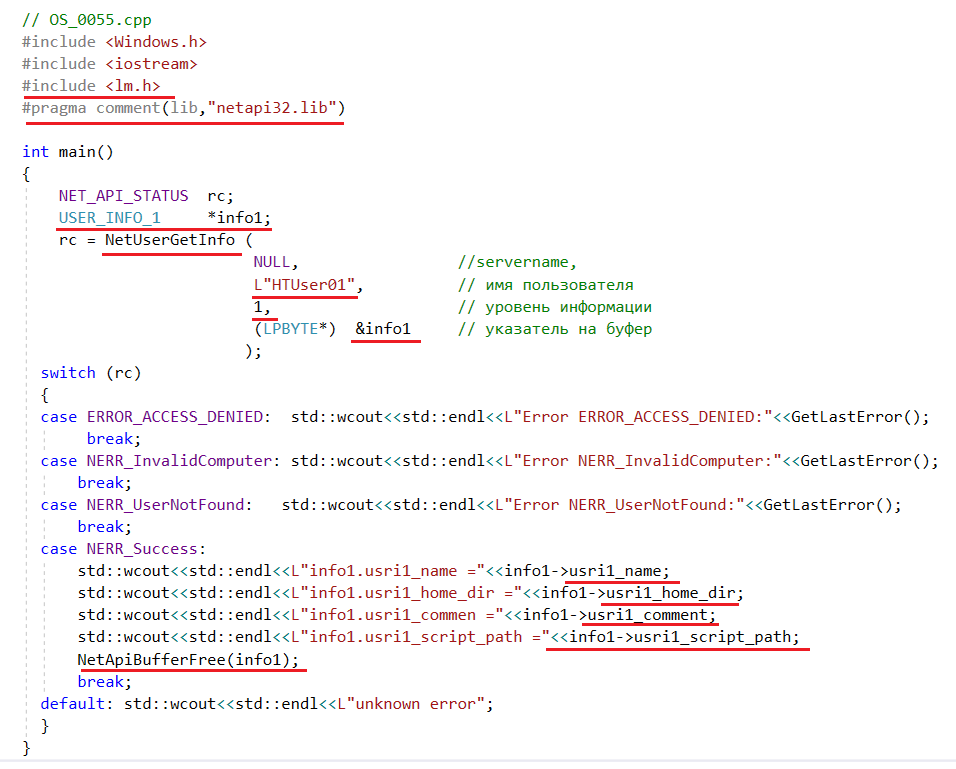 // OS_0055.cpp
#include <Windows.h>
#include <iostream>
#include <lm.h>
#pragma comment(lib,"netapi32.lib")
int main()
{
NET_API_STATUS rc;
USER_INFO_1 *info1;
rc = NetUserGetInfo (
NULL, //servername,
L"HTUser01", // имя пользователя
1, // уровень информации
(LPBYTE*) &info1 // указатель на буфер
);
switch (rc)
{
case ERROR_ACCESS_DENIED: std::wcout<<std::endl<<L"Error ERROR_ACCESS_DENIED:"<<GetLastError();
break;
case NERR_InvalidComputer: std::wcout<<std::endl<<L"Error NERR_InvalidComputer:"<<GetLastError();
break;
case NERR_UserNotFound: std::wcout<<std::endl<<L"Error NERR_UserNotFound:"<<GetLastError();
break;
case NERR_Success:
std::wcout<<std::endl<<L"info1.usri1_name ="<<info1->usri1_name;
std::wcout<<std::endl<<L"info1.usri1_home_dir ="<<info1->usri1_home_dir;
std::wcout<<std::endl<<L"info1.usri1_commen ="<<info1->usri1_comment;
std::wcout<<std::endl<<L"info1.usri1_script_path ="<<info1->usri1_script_path;
NetApiBufferFree(info1);
break;
default: std::wcout<<std::endl<<L"unknown error";
}
}